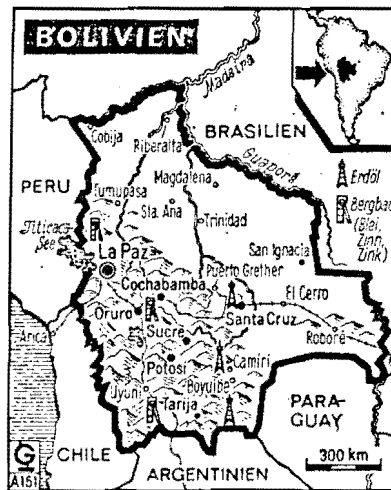 BOLIVIEN
Madeira
Cobija
Riberalta
BRASILIEN
Guaporé
PERU
Magdalena
Erdöl
Tumupasa
Sta. Ana
Trinidad
Bergbau
(Blei,
Zinn,
Zink)
Titicaca-
See
La Paz
San Ignacio
Puerto Grether
Cochabamba
El Cerro
Oruro
Santa Cruz
Arica
Sucre
Roboré
Potosí
Camiri
Uyuni
Boyuibe
Tarija
PARA-
GUAY
CHILE
300 km
G
A151
ARGENTINIEN